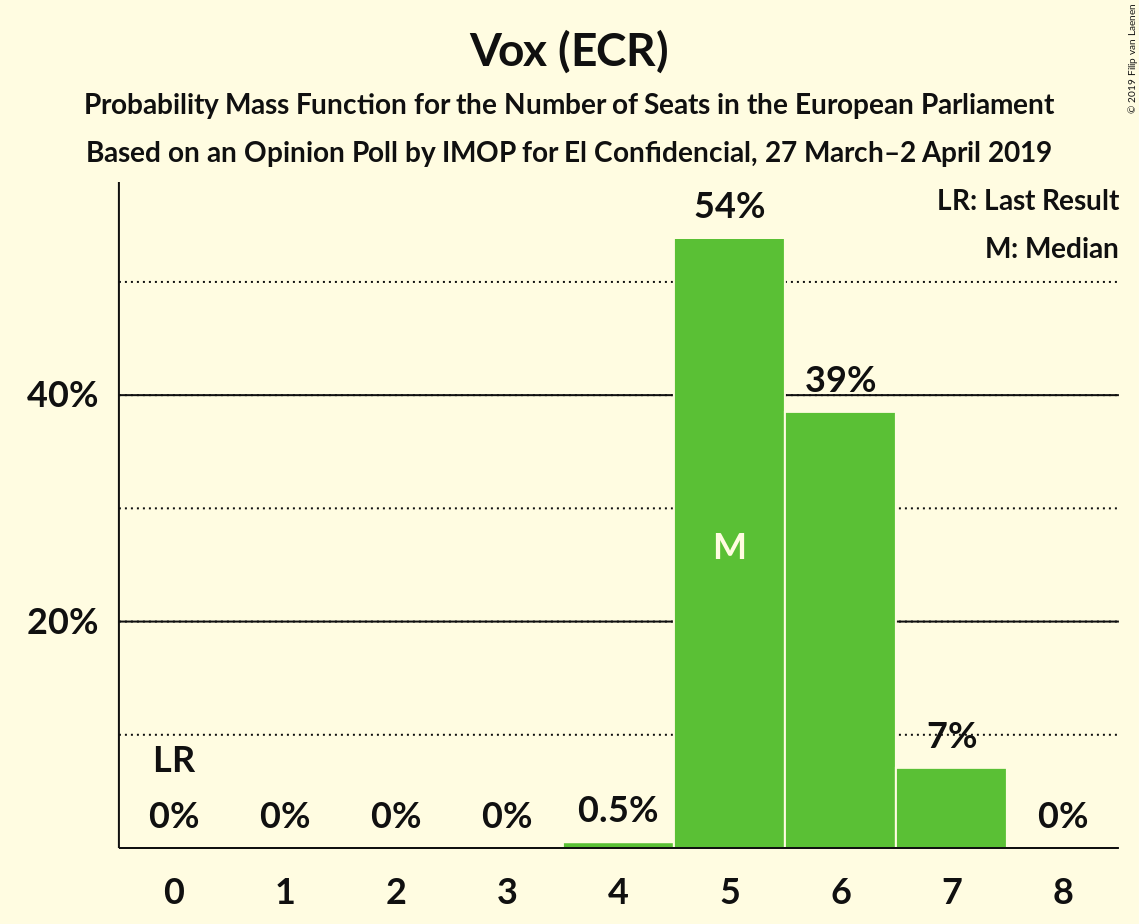 Vox (ECR)
Probability Mass Function for the Number of Seats in the European Parliament
Based on an Opinion Poll by IMOP for El Confidencial, 27 March–2 April 2019
© 2019 Filip van Laenen
LR: Last Result
M: Median
54%
39%
40%
M
20%
7%
LR
0% 0% 0% 0% 0.5% 0%
0 1 2 3 4 5 6 7 8